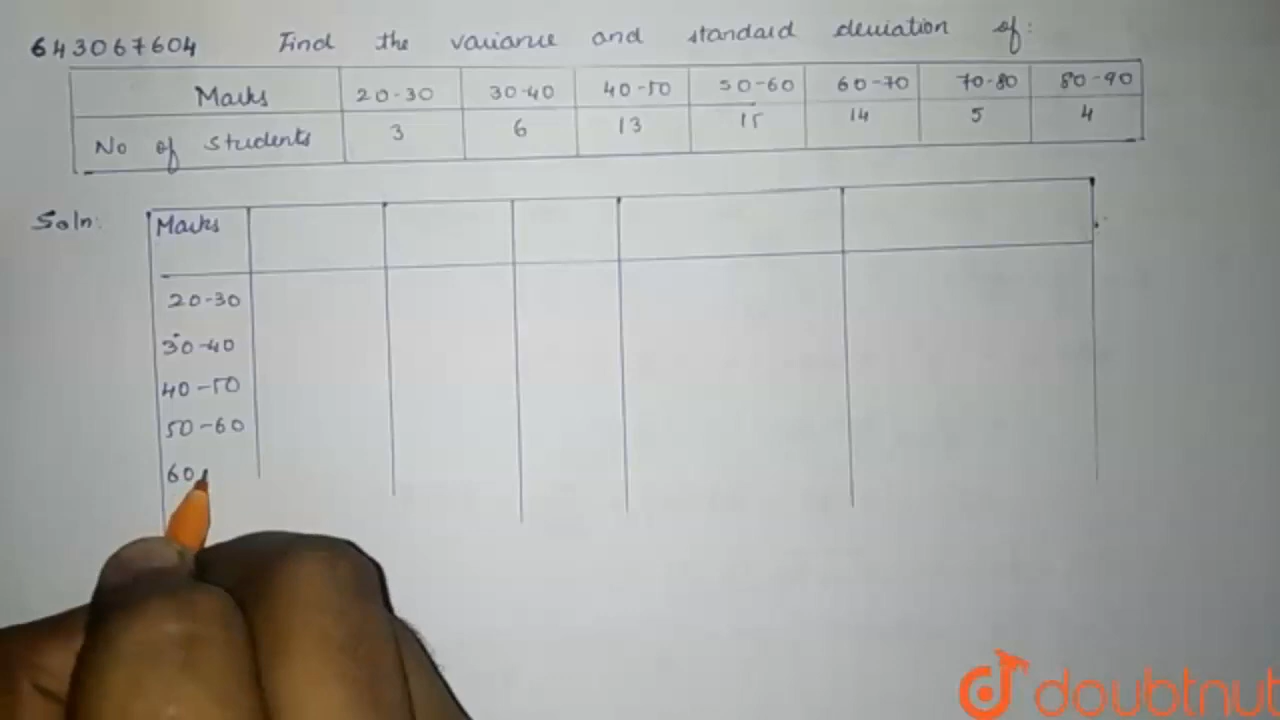 643067604 Find the variance and standard deviation of:
Marks 20-30 30-40 40-50 50-60 60-70 70-80 80-90
No of students 3 6 13 15 14 5 4
Soln: Marks
20-30
30-40
40-50
50-60
60
doubtnut